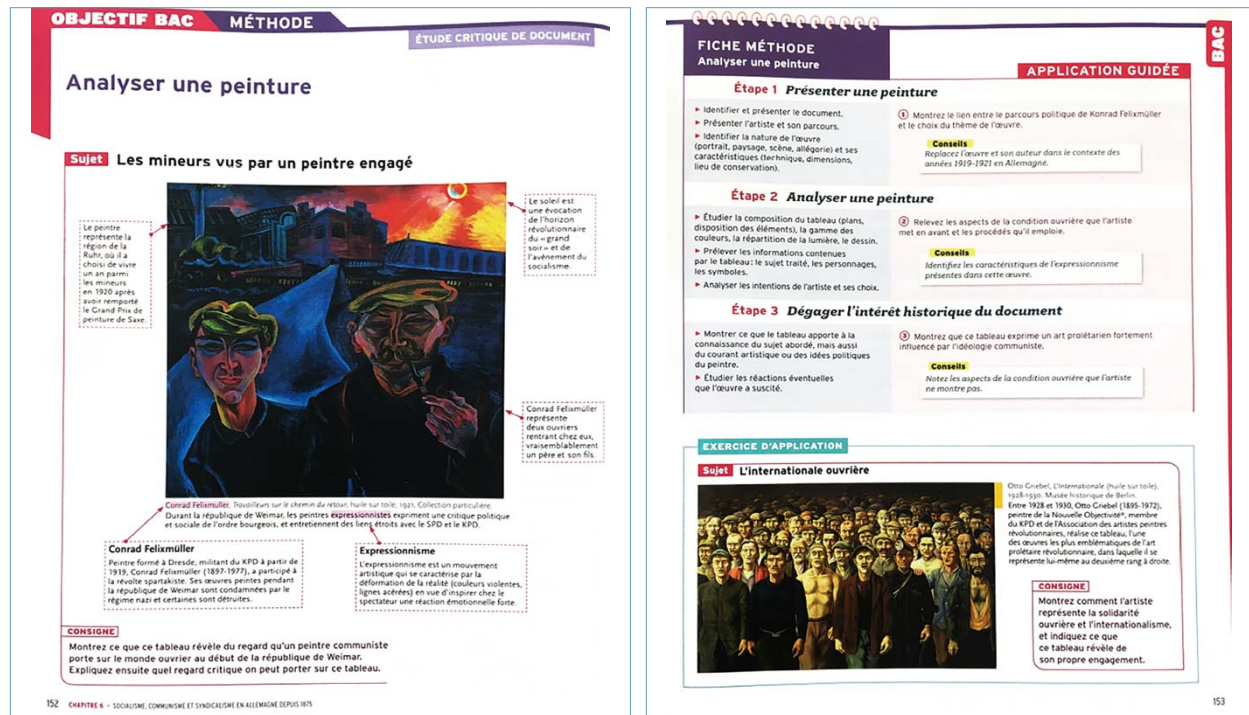 OBJECTIF BAC MÉTHODE
ÉTUDE CRITIQUE DE DOCUMENT
Analyser une peinture
Sujet Les mineurs vus par un peintre engagé
Le peintre
représente la
région de la
Ruhr, où il a
choisi de vivre
un an parmi
les mineurs
en 1920 après
avoir remporté
le Grand Prix de
peinture de Saxe.
Le soleil est
une évocation
de l'horizon
révolutionnaire
du « grand
soir » et de
l'avènement du
socialisme.
Conrad Felixmüller
représente
deux ouvriers
rentrant chez eux,
vraisemblablement
un père et son fils.
Conrad Felixmuller, Travailleurs sur le chemin du retour, huile sur toile, 1921, Collection particulière.
Durant la république de Weimar, les peintres expressionnistes expriment une critique politique
et sociale de l'ordre bourgeois, et entretiennent des liens étroits avec le SPD et le KPD.
Conrad Felixmüller
Peintre formé à Dresde, militant du KPD à partir de
1919, Conrad Felixmüller (1897-1977), a participé à
la révolte spartakiste. Ses œuvres peintes pendant
la république de Weimar sont condamnées par le
régime nazi et certaines sont détruites.
Expressionnisme
L'expressionnisme est un mouvement
artistique qui se caractérise par la
déformation de la réalité (couleurs violentes,
lignes acérées) en vue d'inspirer chez le
spectateur une réaction émotionnelle forte.
CONSIGNE
Montrez ce que ce tableau révèle du regard qu'un peintre communiste
porte sur le monde ouvrier au début de la république de Weimar.
Expliquez ensuite quel regard critique on peut porter sur ce tableau.
152 CHAPITRE 6 - SOCIALISME, COMMUNISME ET SYNDICALISME EN ALLEMAGNE DEPUIS 1875
BAC
FICHE MÉTHODE
Analyser une peinture
APPLICATION GUIDÉE
Étape 1 Présenter une peinture
► Identifier et présenter le document.
► Présenter l'artiste et son parcours.
► Identifier la nature de l'œuvre
(portrait, paysage, scène, allégorie) et ses
caractéristiques (technique, dimensions,
lieu de conservation).
① Montrez le lien entre le parcours politique de Konrad Felixmüller
et le choix du thème de l'œuvre.
Conseils
Replacez l'œuvre et son auteur dans le contexte des
années 1919-1921 en Allemagne.
Étape 2 Analyser une peinture
► Étudier la composition du tableau (plans,
disposition des éléments), la gamme des
couleurs, la répartition de la lumière, le dessin.
► Prélever les informations contenues
par le tableau : le sujet traité, les personnages,
les symboles.
► Analyser les intentions de l'artiste et ses choix.
② Relevez les aspects de la condition ouvrière que l'artiste
met en avant et les procédés qu'il emploie.
Conseils
Identifiez les caractéristiques de l'expressionnisme
présentes dans cette œuvre.
Étape 3 Dégager l'intérêt historique du document
► Montrer ce que le tableau apporte à la
connaissance du sujet abordé, mais aussi
du courant artistique ou des idées politiques
du peintre.
► Étudier les réactions éventuelles
que l'œuvre a suscité.
③ Montrez que ce tableau exprime un art prolétarien fortement
influencé par l'idéologie communiste.
Conseils
Notez les aspects de la condition ouvrière que l'artiste
ne montre pas.
EXERCICE D'APPLICATION
Sujet L'internationale ouvrière
Otto Griebel, L'Internationale (huile sur toile),
1928-1930. Musée historique de Berlin.
Entre 1928 et 1930, Otto Griebel (1895-1972),
peintre de la Nouvelle Objectivité*, membre
du KPD et de l'Association des artistes peintres
révolutionnaires, réalise ce tableau, l'une
des œuvres les plus emblématiques de l'art
prolétaire révolutionnaire, dans laquelle il se
représente lui-même au deuxième rang à droite.
CONSIGNE
Montrez comment l'artiste
représente la solidarité
ouvrière et l'internationalisme,
et indiquez ce que
ce tableau révèle de
son propre engagement.
153